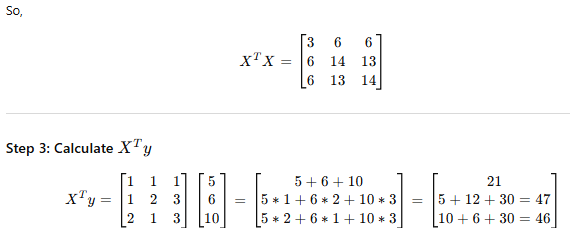 So,
X^T X = [3 6 6; 6 14 13; 6 13 14]
Step 3: Calculate X^T y
X^T y = [1 1 1; 1 2 3; 2 1 3] [5; 6; 10] = [5 + 6 + 10; 5 * 1 + 6 * 2 + 10 * 3; 5 * 2 + 6 * 1 + 10 * 3] = [21; 5 + 12 + 30 = 47; 10 + 6 + 30 = 46]